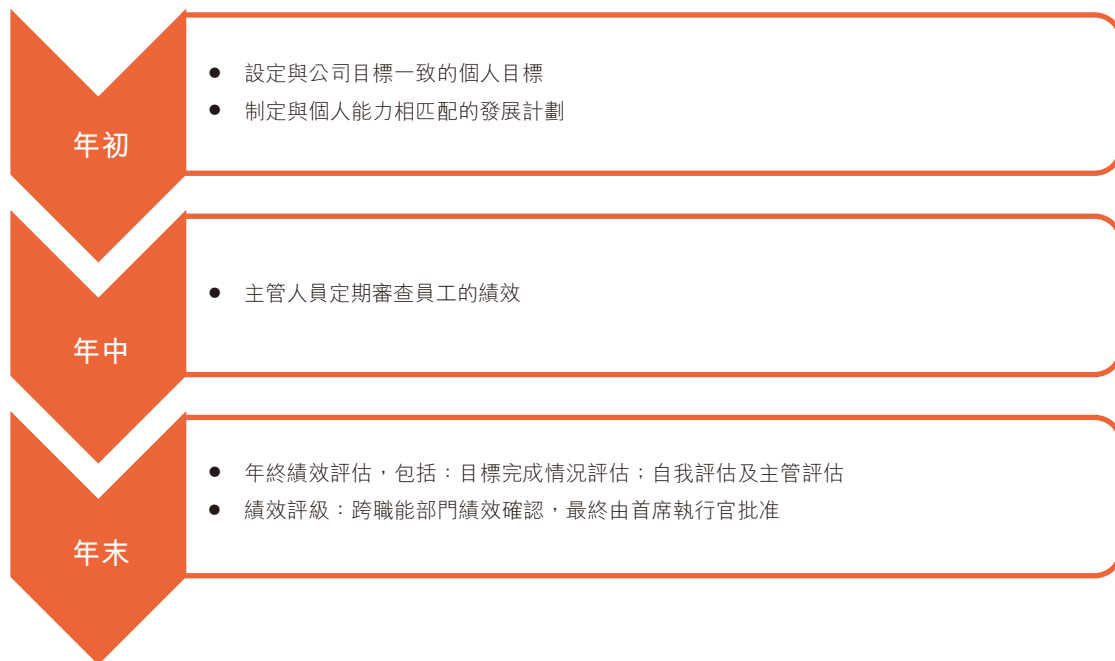 年初
● 設定與公司目標一致的個人目標
● 制定與個人能力相匹配的發展計劃
年中
● 主管人員定期審查員工的績效
年末
● 年終績效評估，包括：目標完成情況評估；自我評估及主管評估
● 績效評級：跨職能部門績效確認，最終由首席執行官批准